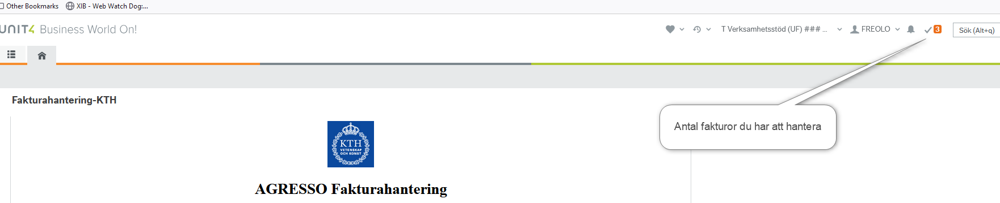 Other Bookmarks XIB - Web Watch Dog:...
UNIT4 Business World On! T Verksamhetsstöd (UF) ### ... FREOLO 3 Sök (Alt+q)
Fakturahantering-KTH
Antal fakturor du har att hantera
KTH
VETENSKAP
OCH KONST
AGRESSO Fakturahantering